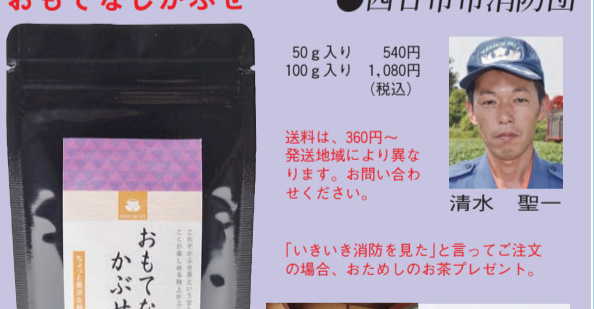 おもてなしかぶせ
●四日市市消防団
50ｇ入り　540円
100ｇ入り　1,080円
（税込）
送料は、360円〜
発送地域により異な
ります。お問い合わ
せください。
清水　聖一
「いきいき消防を見た」と言ってご注文
の場合、おためしのお茶プレゼント。
おもてな
かぶせ